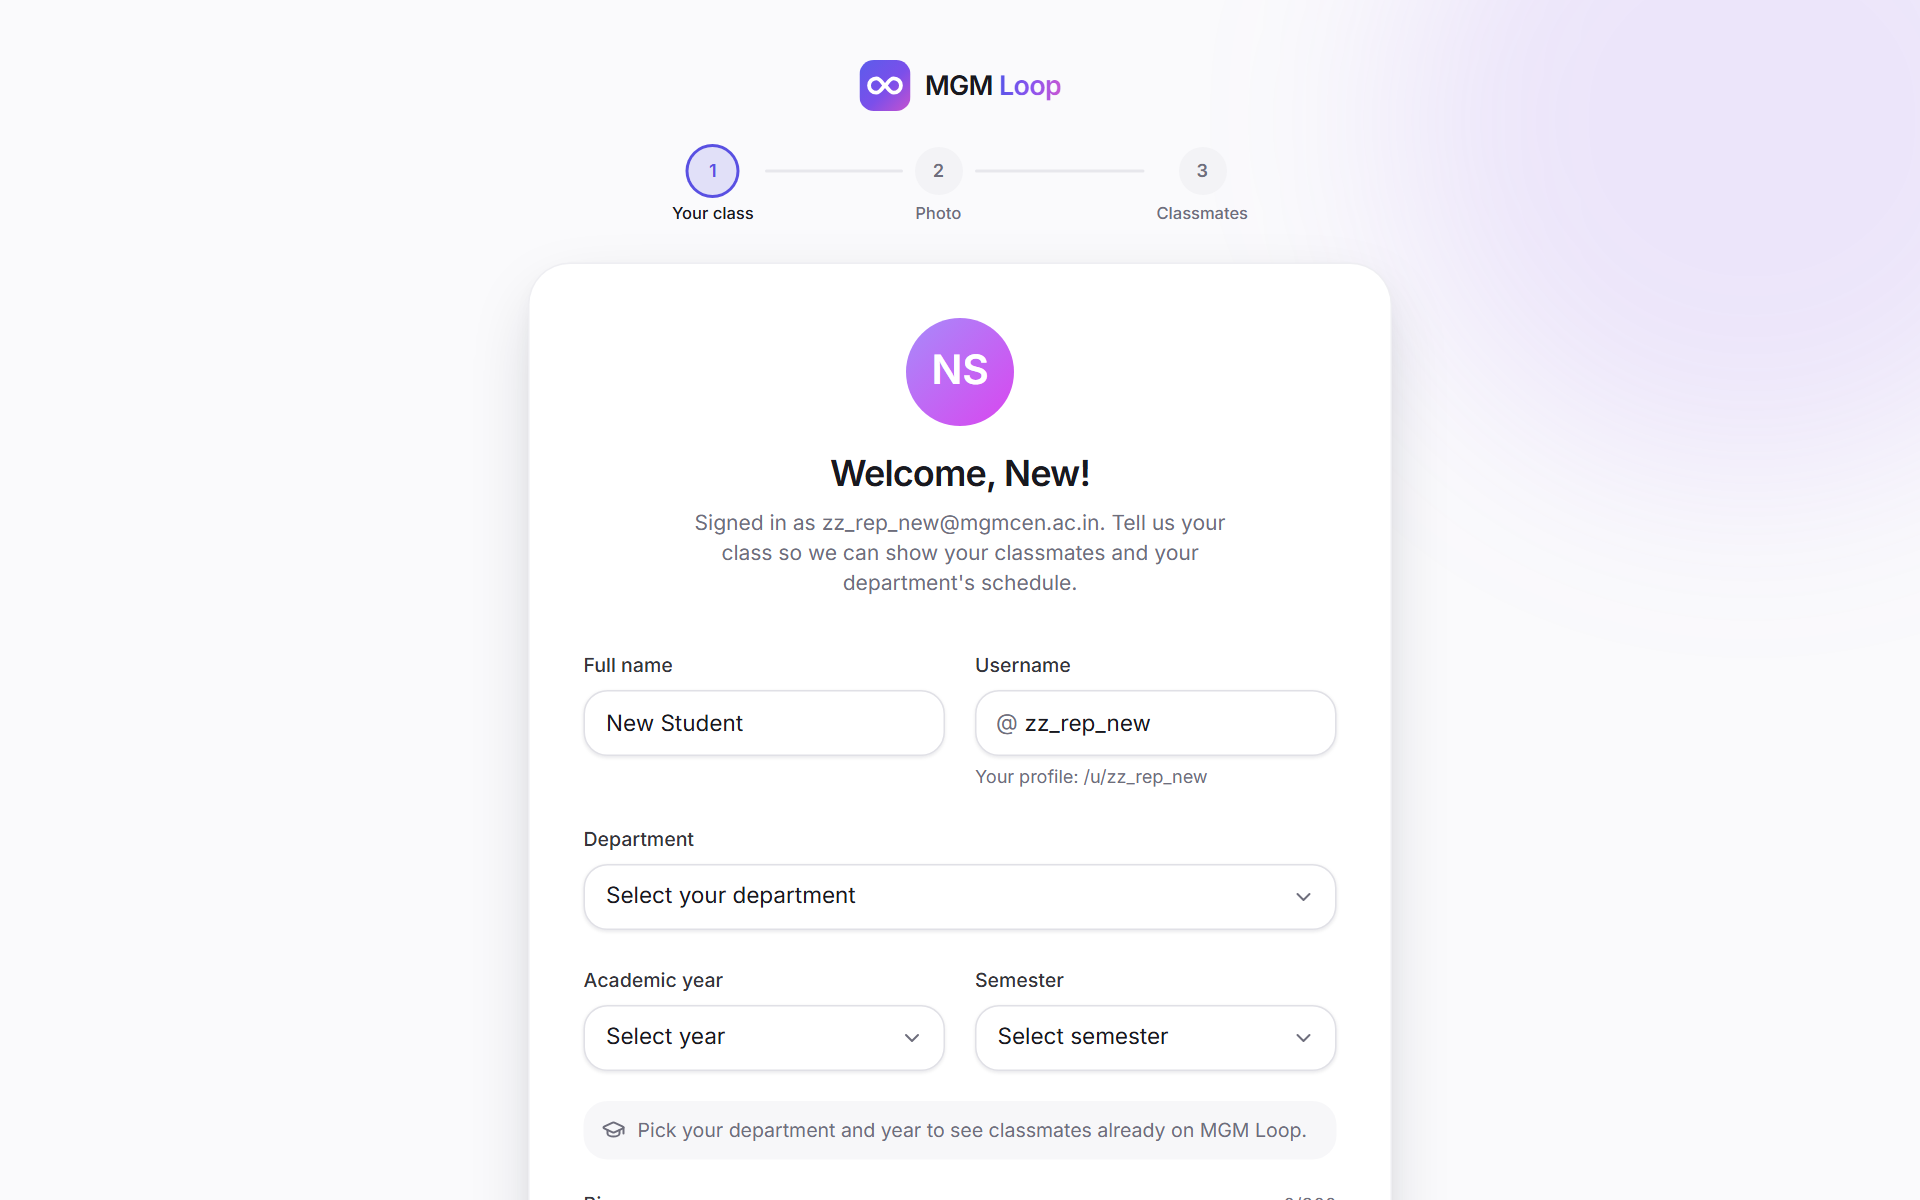 MGM Loop
1
2
3
Your class
Photo
Classmates
NS
Welcome, New!
Signed in as zz_rep_new@mgmcen.ac.in. Tell us your
class so we can show your classmates and your
department's schedule.
Full name
Username
New Student
@ zz_rep_new
Your profile: /u/zz_rep_new
Department
Select your department
Academic year
Semester
Select year
Select semester
Pick your department and year to see classmates already on MGM Loop.